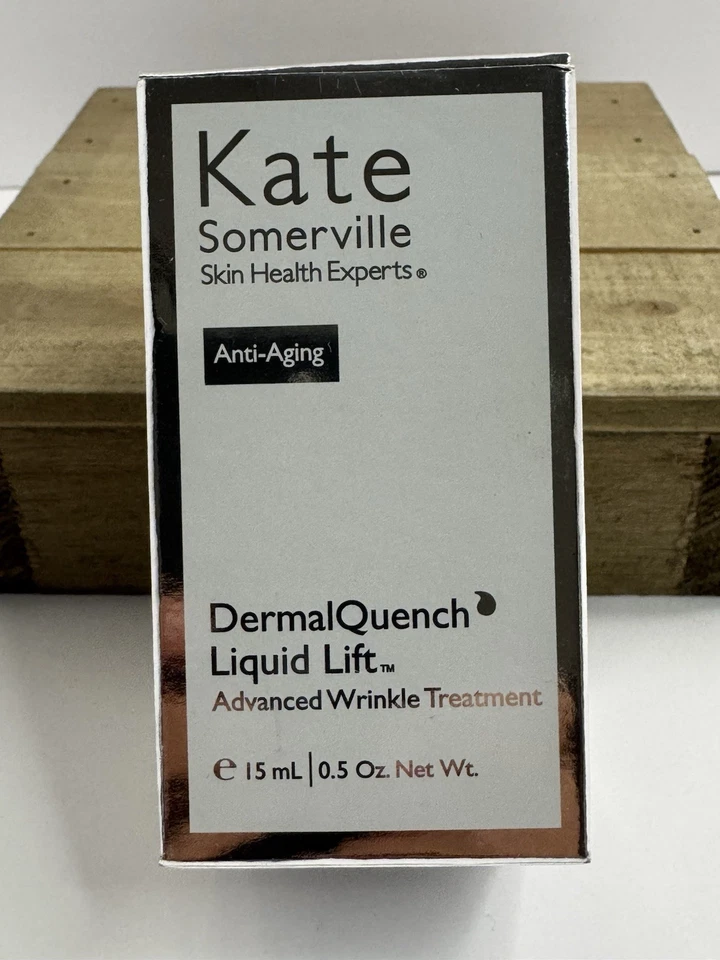 Kate
Somerville
Skin Health Experts®
Anti-Aging
DermalQuench
Liquid Lift™
Advanced Wrinkle Treatment
℮ 15 mL | 0.5 Oz. Net Wt.